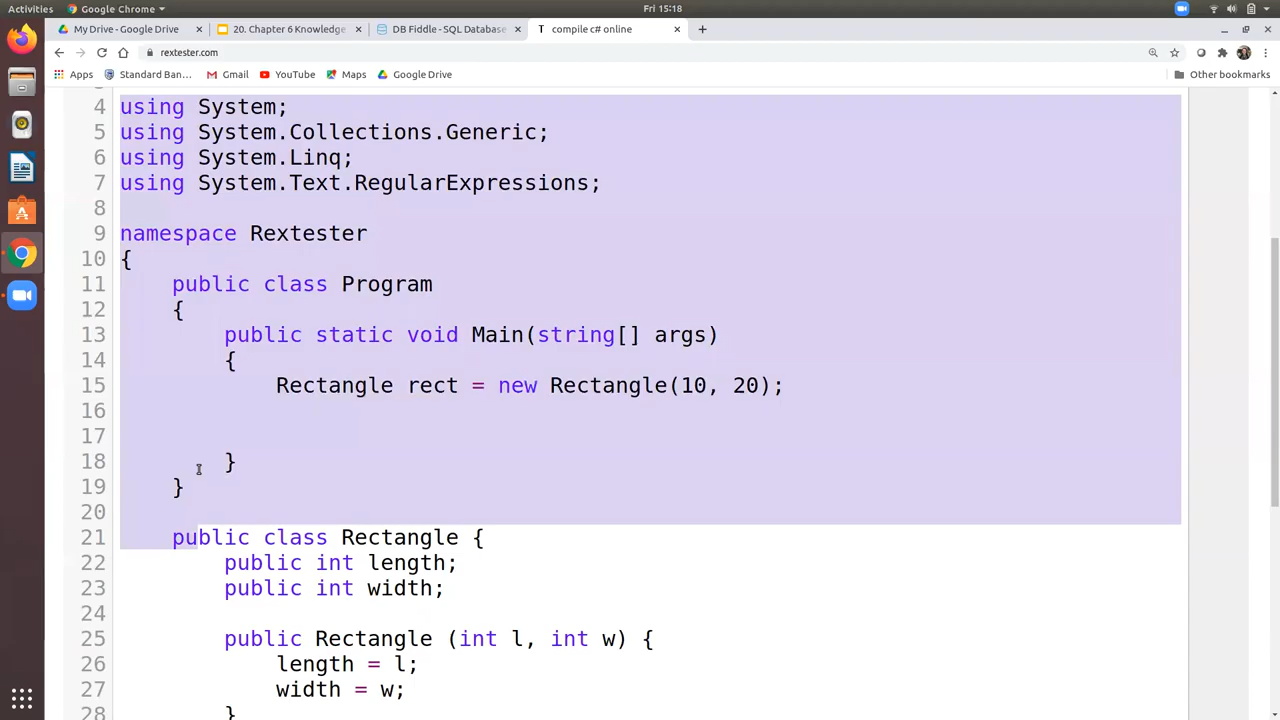 Activities
Google Chrome
Fri 15:18
My Drive - Google Drive
20. Chapter 6 Knowledge
DB Fiddle - SQL Database
T compile c# online
rextester.com
Apps
Standard Ban...
Gmail
YouTube
Maps
Google Drive
Other bookmarks
4 using System;
5 using System.Collections.Generic;
6 using System.Linq;
7 using System.Text.RegularExpressions;
8
9 namespace Rextester
10 {
11 public class Program
12 {
13 public static void Main(string[] args)
14 {
15 Rectangle rect = new Rectangle(10, 20);
16
17
18 }
19 }
20
21 public class Rectangle {
22 public int length;
23 public int width;
24
25 public Rectangle (int l, int w) {
26 length = l;
27 width = w;
28 }